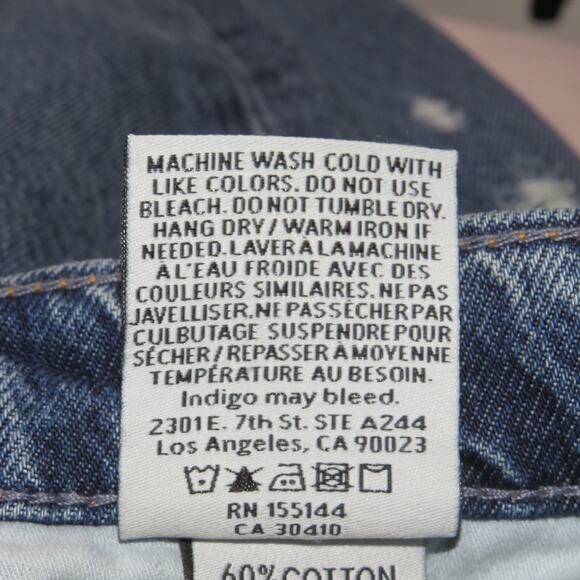 MACHINE WASH COLD WITH
LIKE COLORS. DO NOT USE
BLEACH. DO NOT TUMBLE DRY.
HANG DRY / WARM IRON IF
NEEDED. LAVER À LA MACHINE
À L'EAU FROIDE AVEC DES
COULEURS SIMILAIRES. NE PAS
JAVELLISER. NE PAS SÉCHER PAR
CULBUTAGE SUSPENDRE POUR
SÉCHER / REPASSER À MOYENNE
TEMPÉRATURE AU BESOIN.
Indigo may bleed.
2301 E. 7th St. STE A244
Los Angeles, CA 90023
RN 155144
CA 30410
60% COTTON